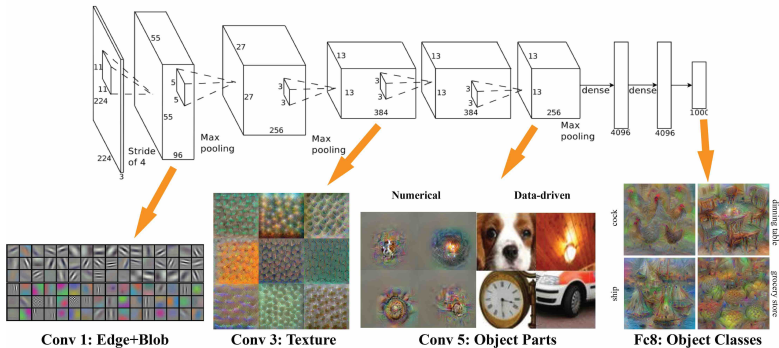 55
27
13
13
13
11
5
3
3
3
11
5
27
3
13
3
13
3
13
224
55
384
384
256
dense
dense
Max
pooling
256
Max
pooling
Max
pooling
4096
4096
1000
224
Stride
of 4
96
3
Numerical
Data-driven
cock
dinning table
ship
grocery store
Conv 1: Edge+Blob
Conv 3: Texture
Conv 5: Object Parts
Fc8: Object Classes